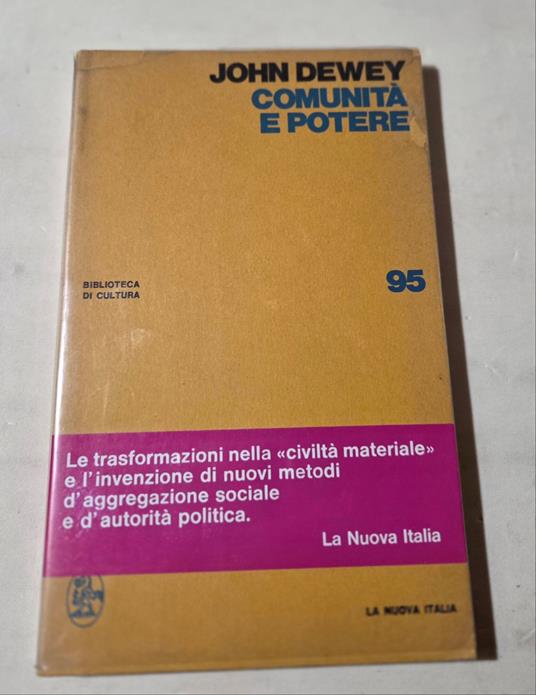 JOHN DEWEY
COMUNITÀ
E POTERE
BIBLIOTECA
DI CULTURA
95
Le trasformazioni nella «civiltà materiale»
e l'invenzione di nuovi metodi
d'aggregazione sociale
e d'autorità politica.
La Nuova Italia
LA NUOVA ITALIA